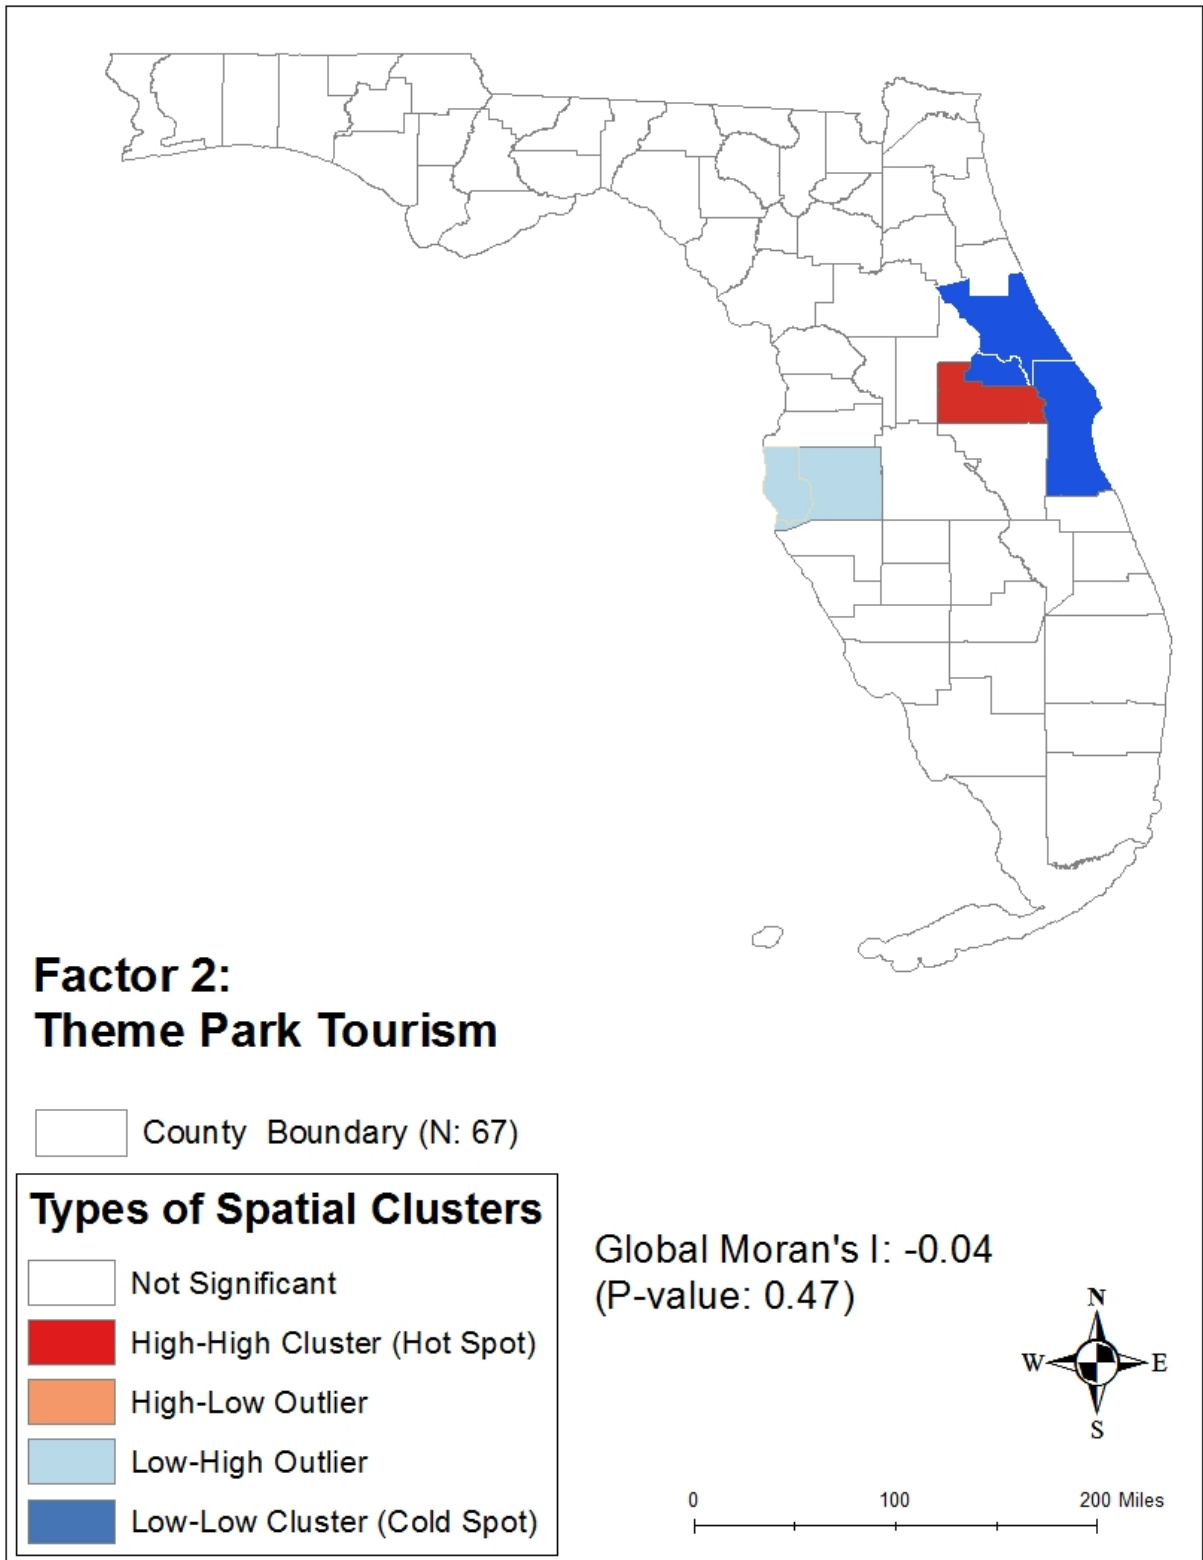 Factor 2:
Theme Park Tourism
County Boundary (N: 67)
Types of Spatial Clusters
Not Significant
High-High Cluster (Hot Spot)
High-Low Outlier
Low-High Outlier
Low-Low Cluster (Cold Spot)
Global Moran's I: -0.04
(P-value: 0.47)
N
W E
S
0 100 200 Miles